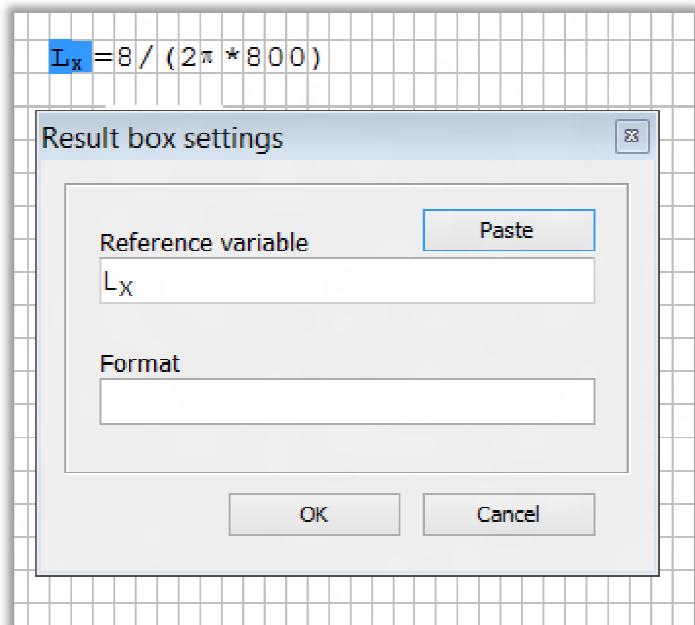 Lₓ=8/(2π*800)
Result box settings
Paste
Reference variable
Lₓ
Format
OK Cancel